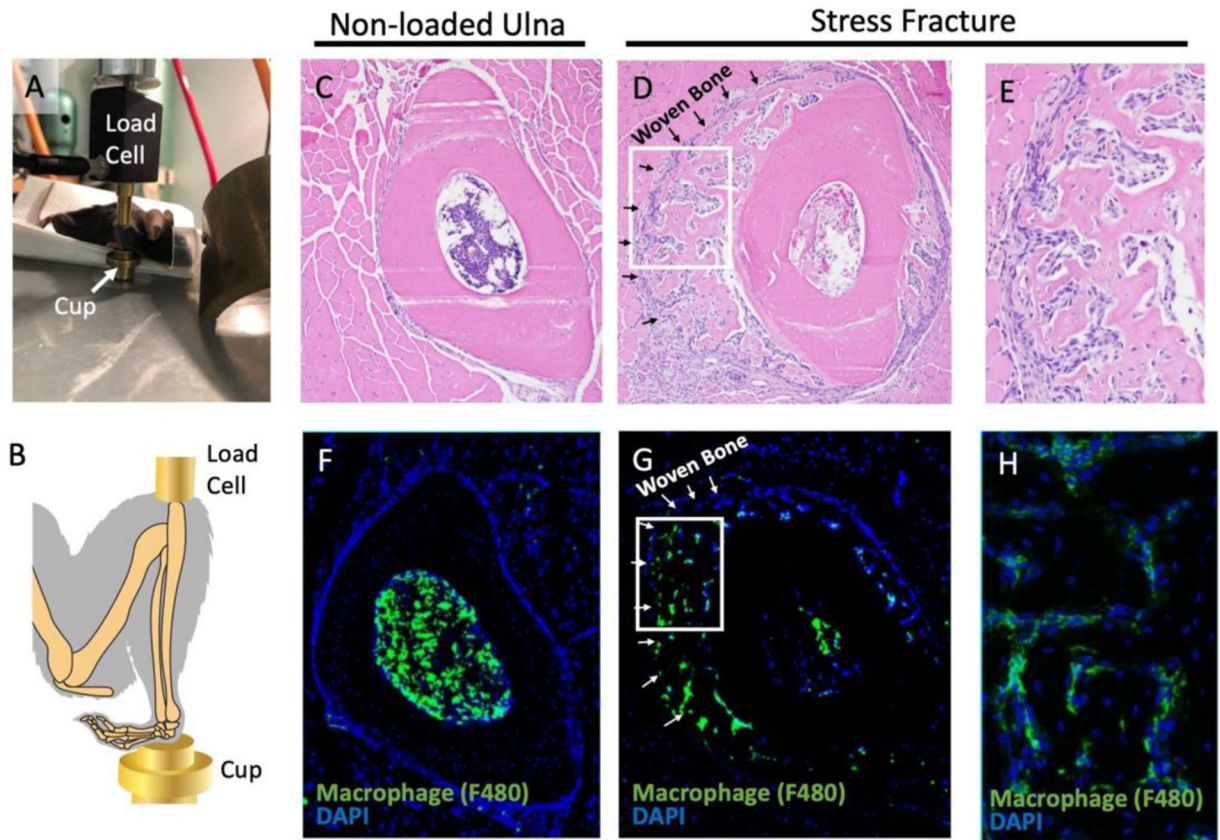 Non-loaded Ulna
Stress Fracture
A
Load
Cell
Cup
C
D
Woven Bone
E
B
Load
Cell
Cup
F
Macrophage (F480)
DAPI
G
Woven Bone
Macrophage (F480)
DAPI
H
Macrophage (F480)
DAPI